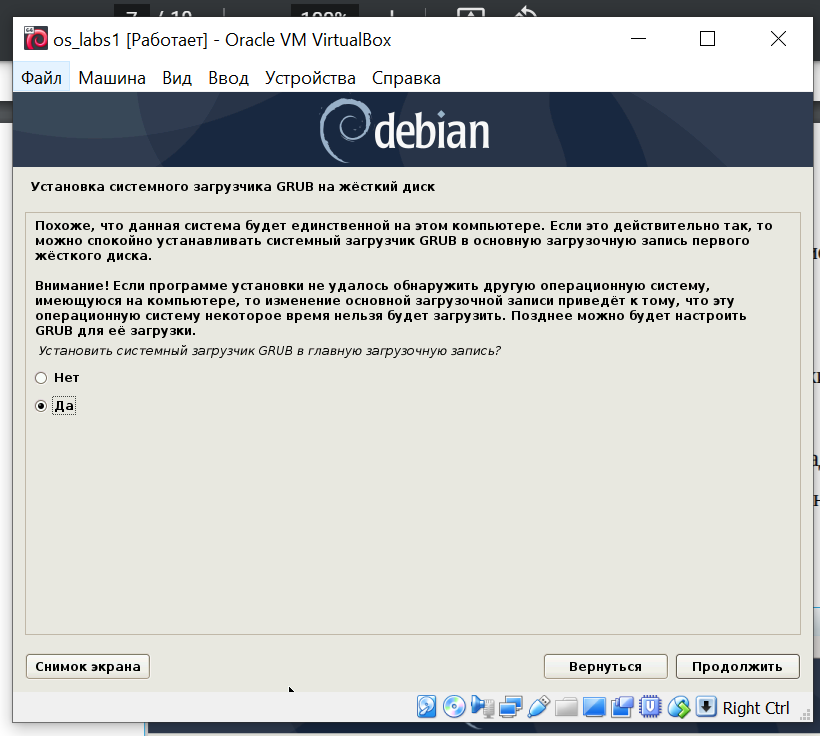 7 / 10
100%
os_labs1 [Работает] - Oracle VM VirtualBox
Файл Машина Вид Ввод Устройства Справка
debian
Установка системного загрузчика GRUB на жёсткий диск
Похоже, что данная система будет единственной на этом компьютере. Если это действительно так, то
можно спокойно устанавливать системный загрузчик GRUB в основную загрузочную запись первого
жёсткого диска.
Внимание! Если программе установки не удалось обнаружить другую операционную систему,
имеющуюся на компьютере, то изменение основной загрузочной записи приведёт к тому, что эту
операционную систему некоторое время нельзя будет загрузить. Позднее можно будет настроить
GRUB для её загрузки.
Установить системный загрузчик GRUB в главную загрузочную запись?
Нет
Да
Снимок экрана Вернуться Продолжить
Right Ctrl